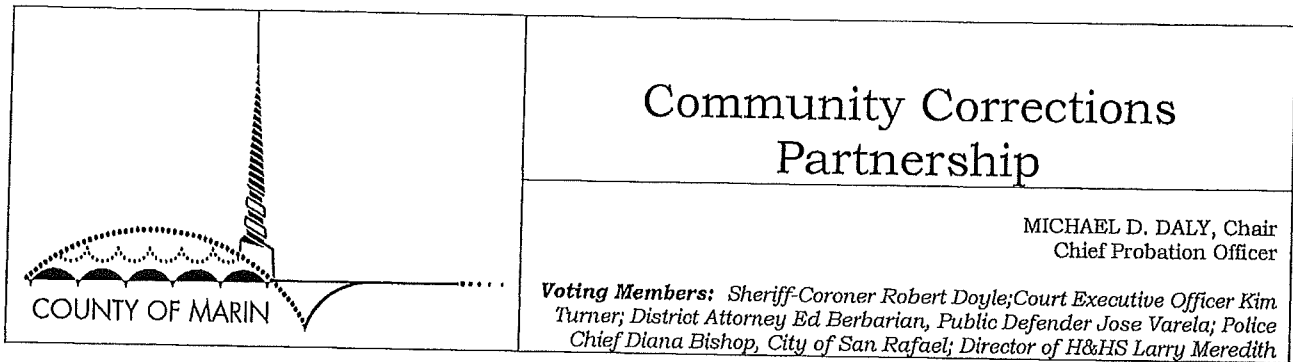 COUNTY OF MARIN
Community Corrections
Partnership
MICHAEL D. DALY, Chair
Chief Probation Officer
Voting Members: Sheriff-Coroner Robert Doyle;Court Executive Officer Kim
Turner; District Attorney Ed Berbarian, Public Defender Jose Varela; Police
Chief Diana Bishop, City of San Rafael; Director of H&HS Larry Meredith